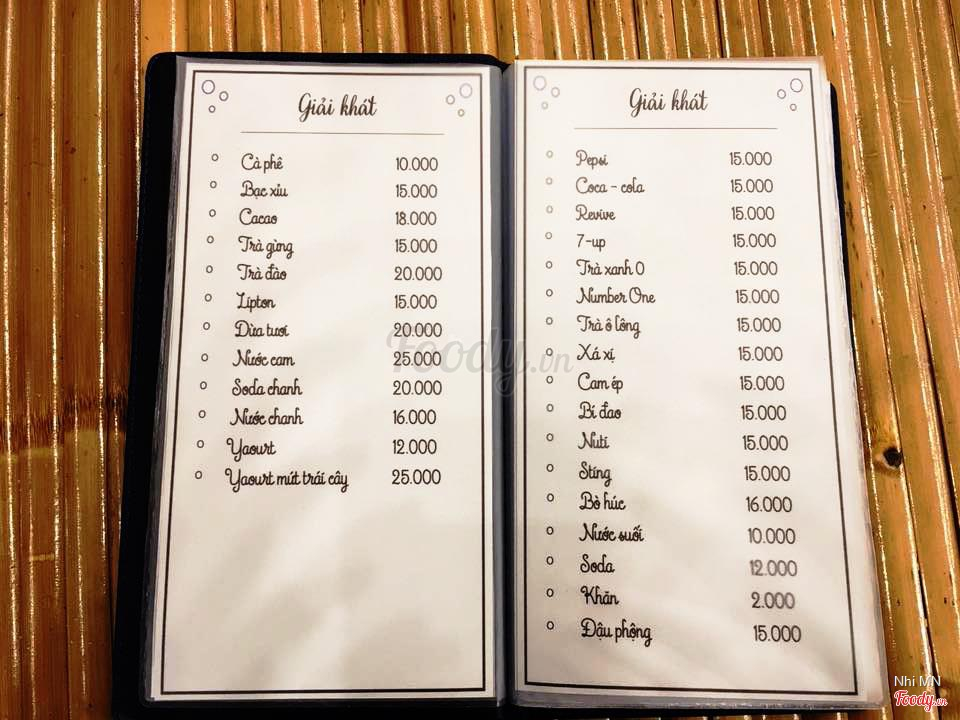 Giải khát
Cà phê 10.000
Bạc xỉu 15.000
Cacao 18.000
Trà gừng 15.000
Trà đào 20.000
Lipton 15.000
Dừa tươi 20.000
Nước cam 25.000
Soda chanh 20.000
Nước chanh 16.000
Yaourt 12.000
Yaourt mứt trái cây 25.000
Giải khát
Pepsi 15.000
Coca - cola 15.000
Revive 15.000
7-up 15.000
Trà xanh 0 15.000
Number One 15.000
Trà ô lông 15.000
Xá xị 15.000
Cam ép 15.000
Bí đao 15.000
Nuti 15.000
Sting 15.000
Bò húc 16.000
Nước suối 10.000
Soda 12.000
Khăn 2.000
Đậu phộng 15.000
Foody.vn
Nhi MN
Foody.vn